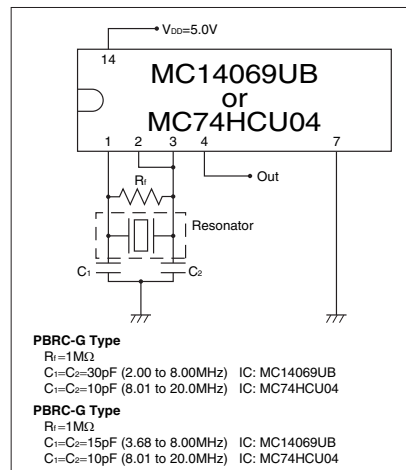 VDD=5.0V
14
MC14069UB
or
MC74HCU04
1 2 3 4 7
Out
Rf
Resonator
C1 C2
PBRC-G Type
Rf=1MΩ
C1=C2=30pF (2.00 to 8.00MHz) IC: MC14069UB
C1=C2=10pF (8.01 to 20.0MHz) IC: MC74HCU04
PBRC-G Type
Rf=1MΩ
C1=C2=15pF (3.68 to 8.00MHz) IC: MC14069UB
C1=C2=10pF (8.01 to 20.0MHz) IC: MC74HCU04